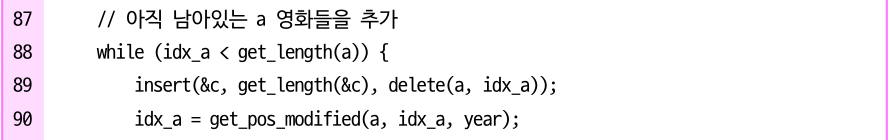 87 // 아직 남아있는 a 영화들을 추가
88 while (idx_a < get_length(a)) {
89 insert(&c, get_length(&c), delete(a, idx_a));
90 idx_a = get_pos_modified(a, idx_a, year);